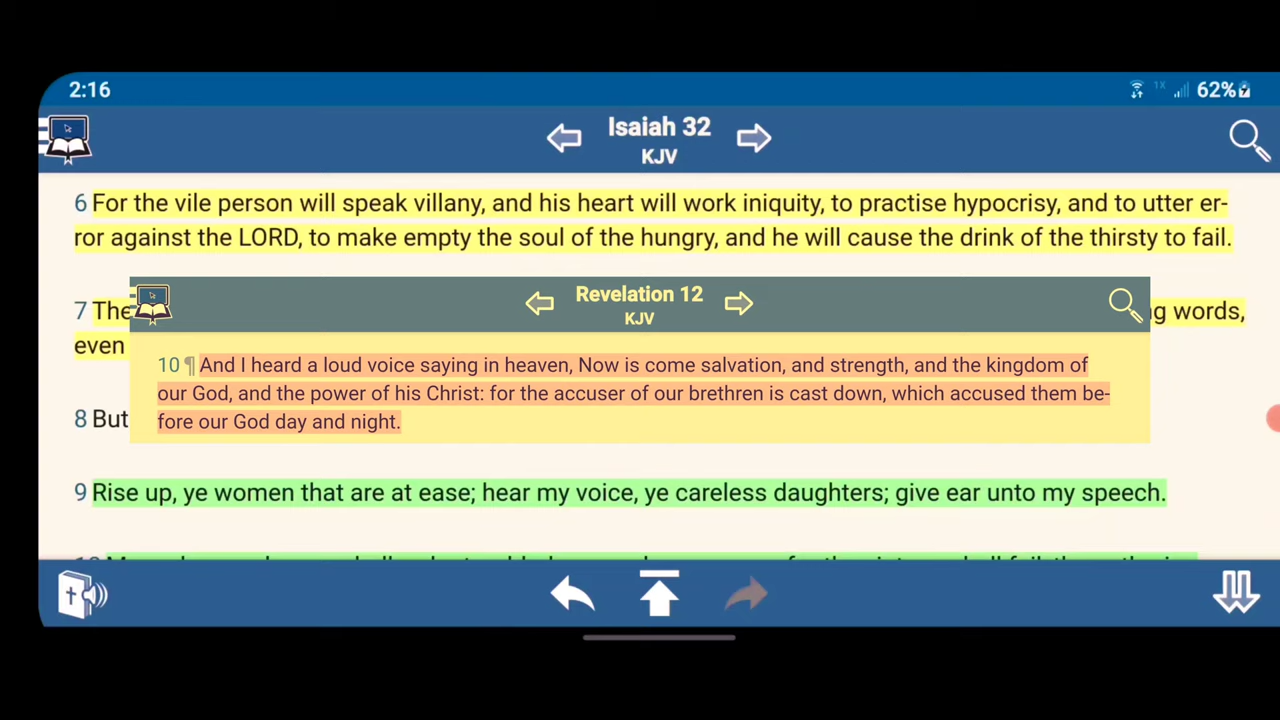 2:16
1X
62%
Isaiah 32
KJV
6 For the vile person will speak villany, and his heart will work iniquity, to practise hypocrisy, and to utter er-
ror against the LORD, to make empty the soul of the hungry, and he will cause the drink of the thirsty to fail.
7 words,
even
Revelation 12
KJV
10 ¶ And I heard a loud voice saying in heaven, Now is come salvation, and strength, and the kingdom of
our God, and the power of his Christ: for the accuser of our brethren is cast down, which accused them be-
fore our God day and night.
8 But
9 Rise up, ye women that are at ease; hear my voice, ye careless daughters; give ear unto my speech.